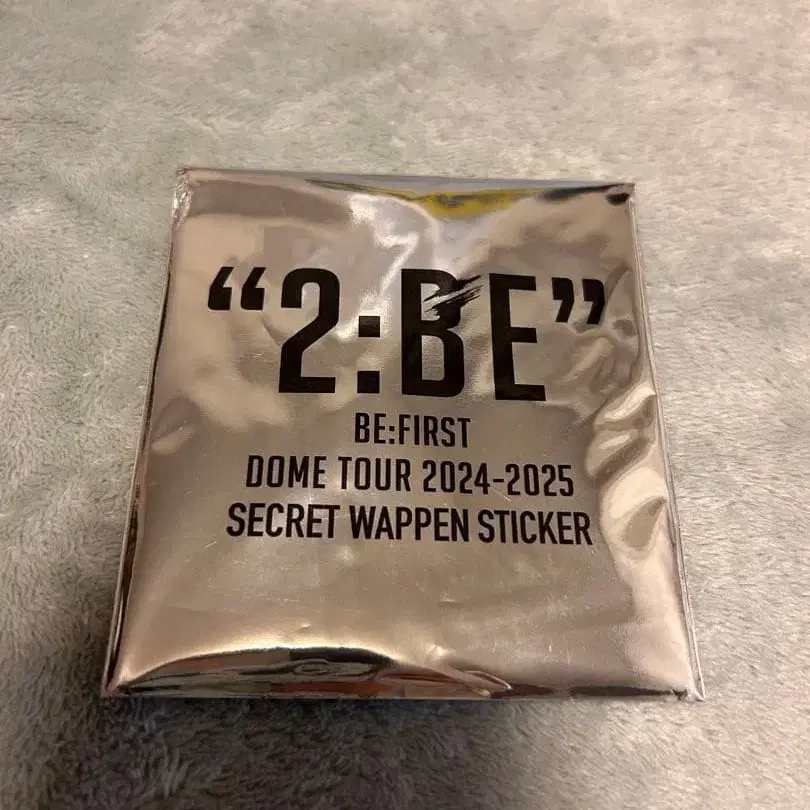 “2:BE”
BE:FIRST
DOME TOUR 2024-2025
SECRET WAPPEN STICKER